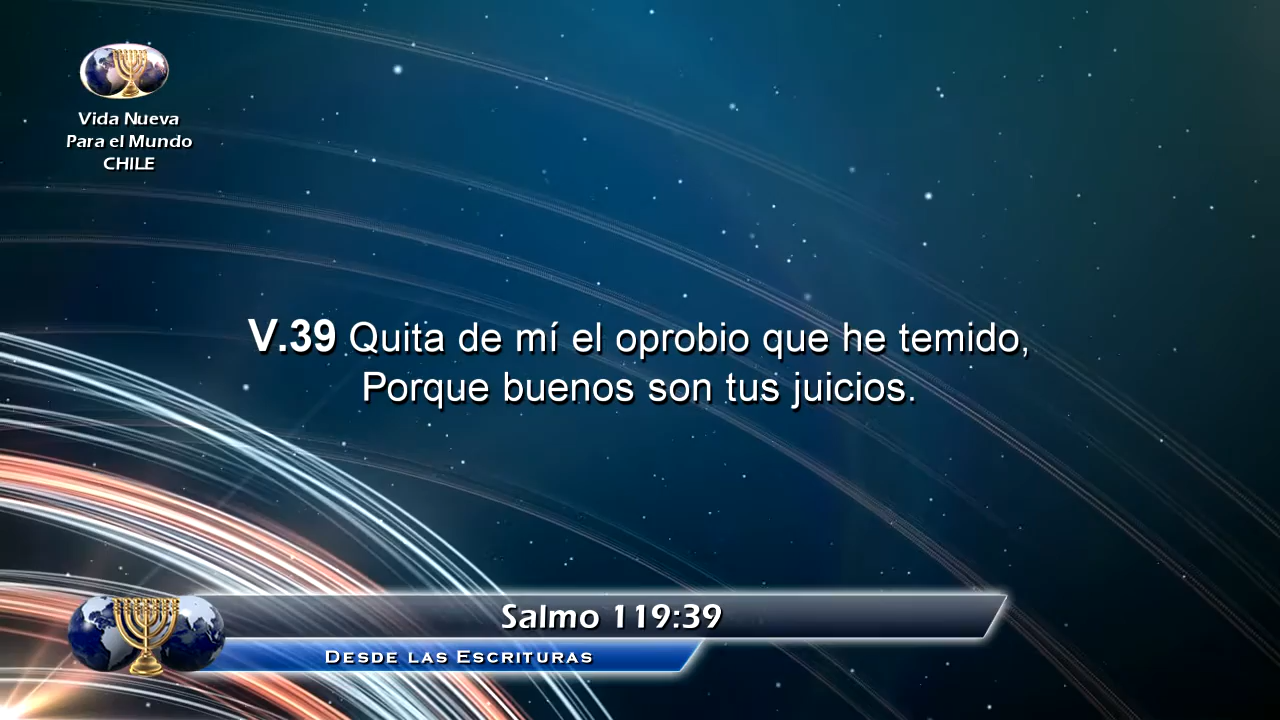 Vida Nueva
Para el Mundo
CHILE
V.39 Quita de mí el oprobio que he temido,
Porque buenos son tus juicios.
Salmo 119:39
DESDE LAS ESCRITURAS